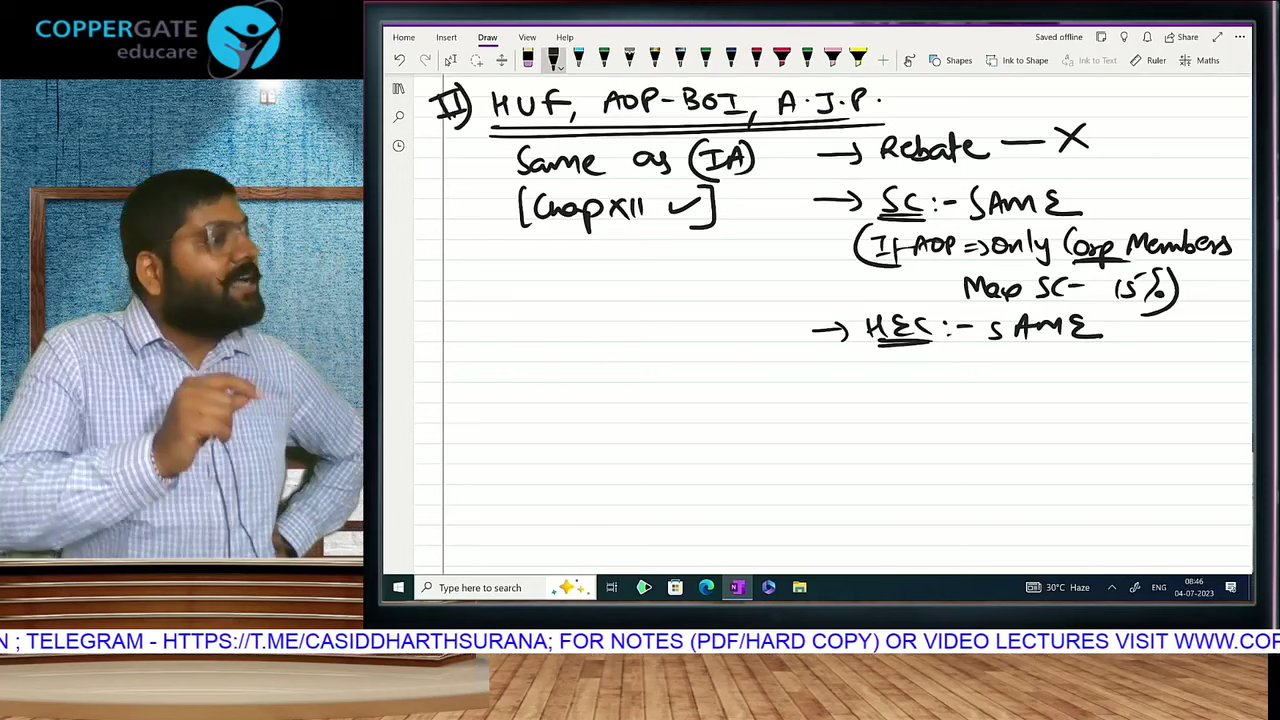 COPPERGATE
educare
Home Insert Draw View Help
Saved offline
Share
Shapes
Ink to Shape
Ink to Text
Ruler
Maths
II) HUF, AOP-BOI, A.J.P.
Same as (IA)
[Chap XII ✓]
→ Rebate — X
→ SC:- SAME
(If AOP => only Corp Members
Max SC- 15%)
→ HEC:- SAME
Type here to search
30°C Haze
ENG
08:46
04-07-2023
N ; TELEGRAM - HTTPS://T.ME/CASIDDHARTHSURANA; FOR NOTES (PDF/HARD COPY) OR VIDEO LECTURES VISIT WWW.COP